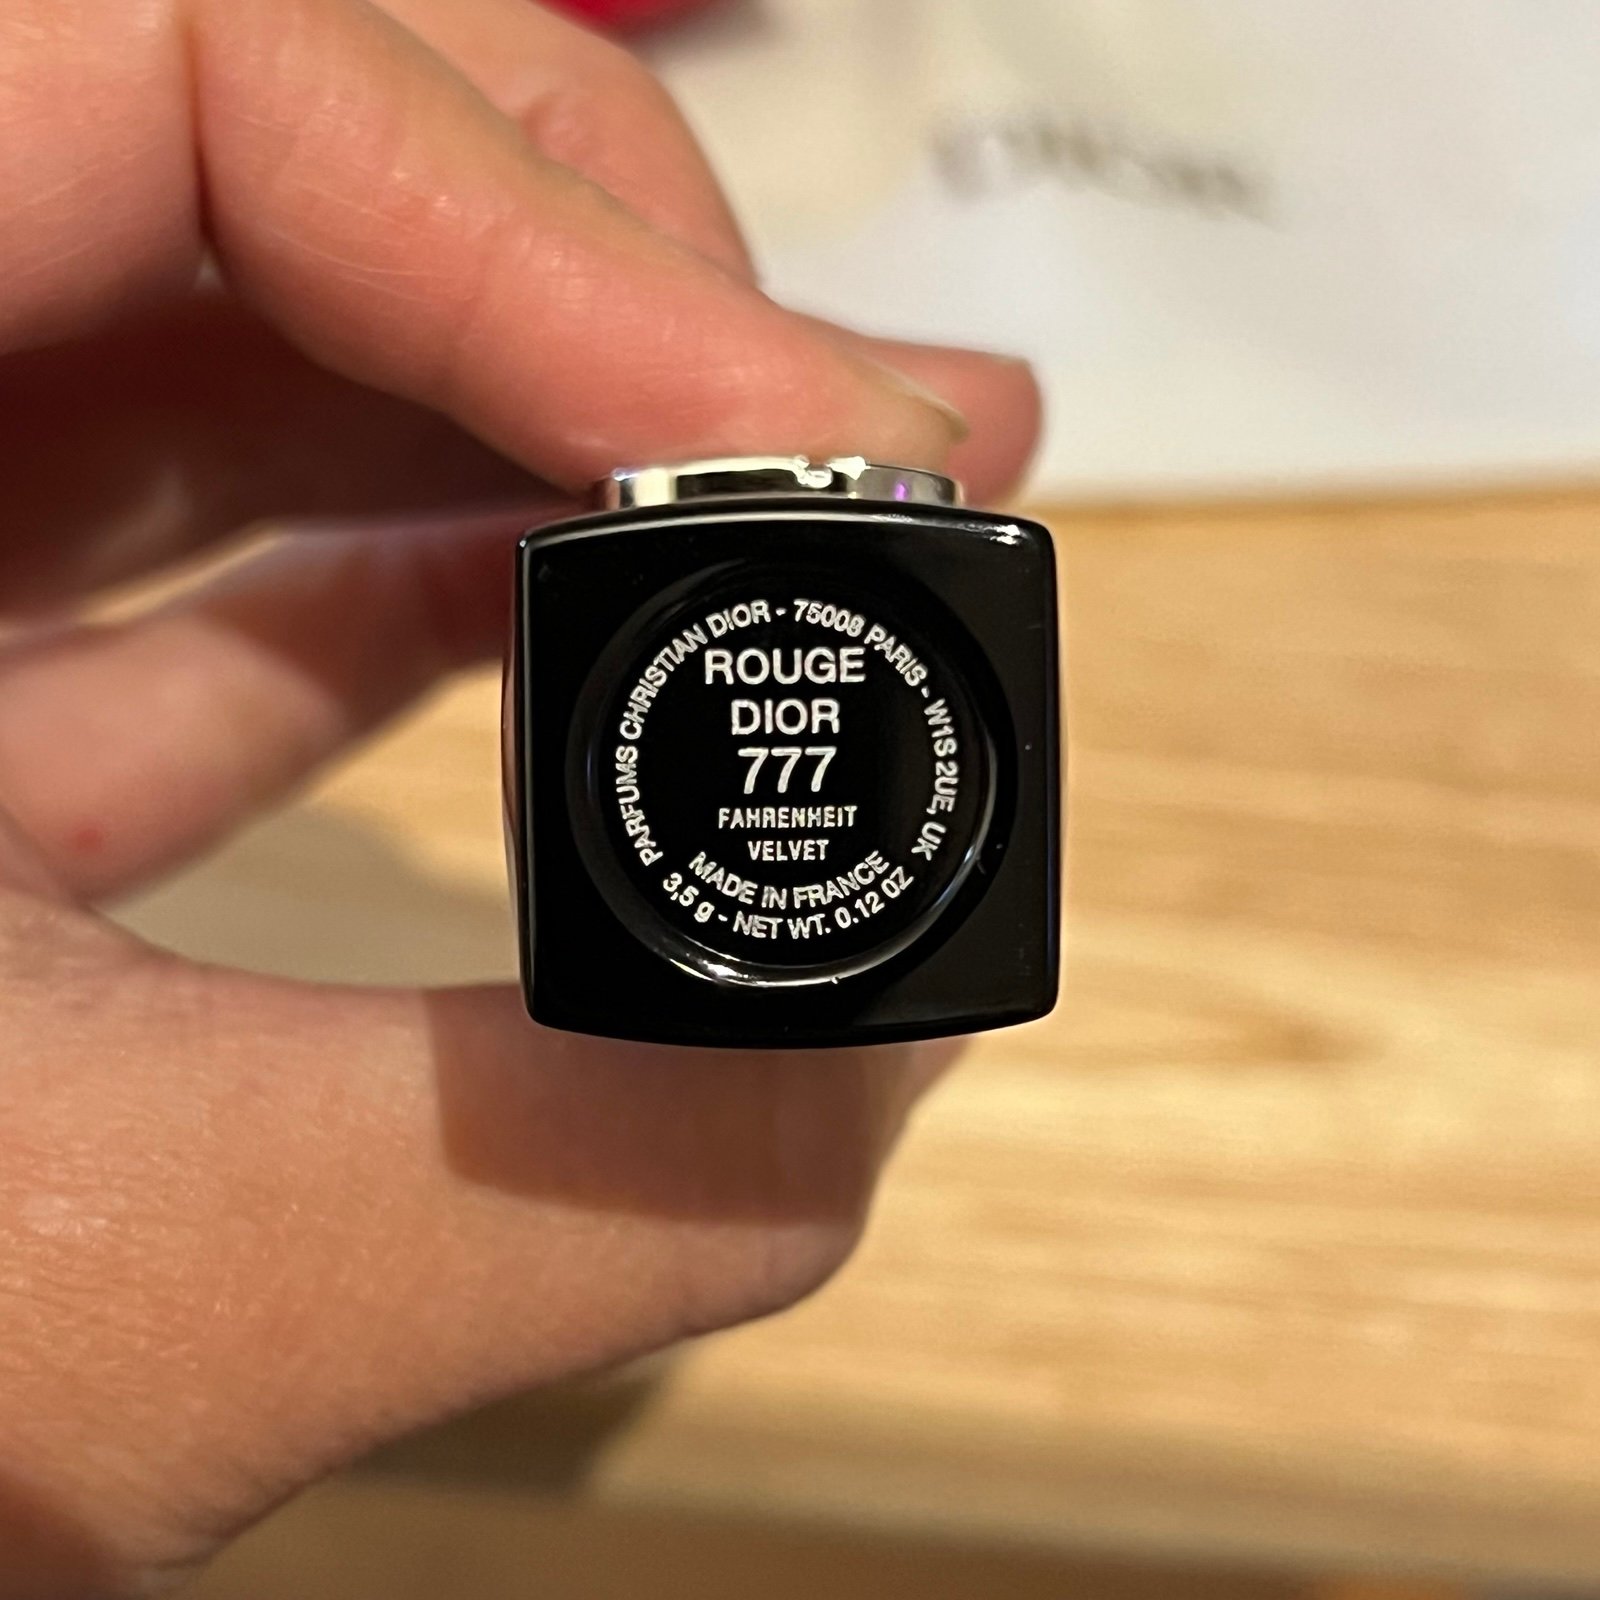 PARFUMS CHRISTIAN DIOR - 75008 PARIS - W1S 2UE, UK
ROUGE
DIOR
777
FAHRENHEIT
VELVET
MADE IN FRANCE
3,5 g - NET WT. 0.12 OZ